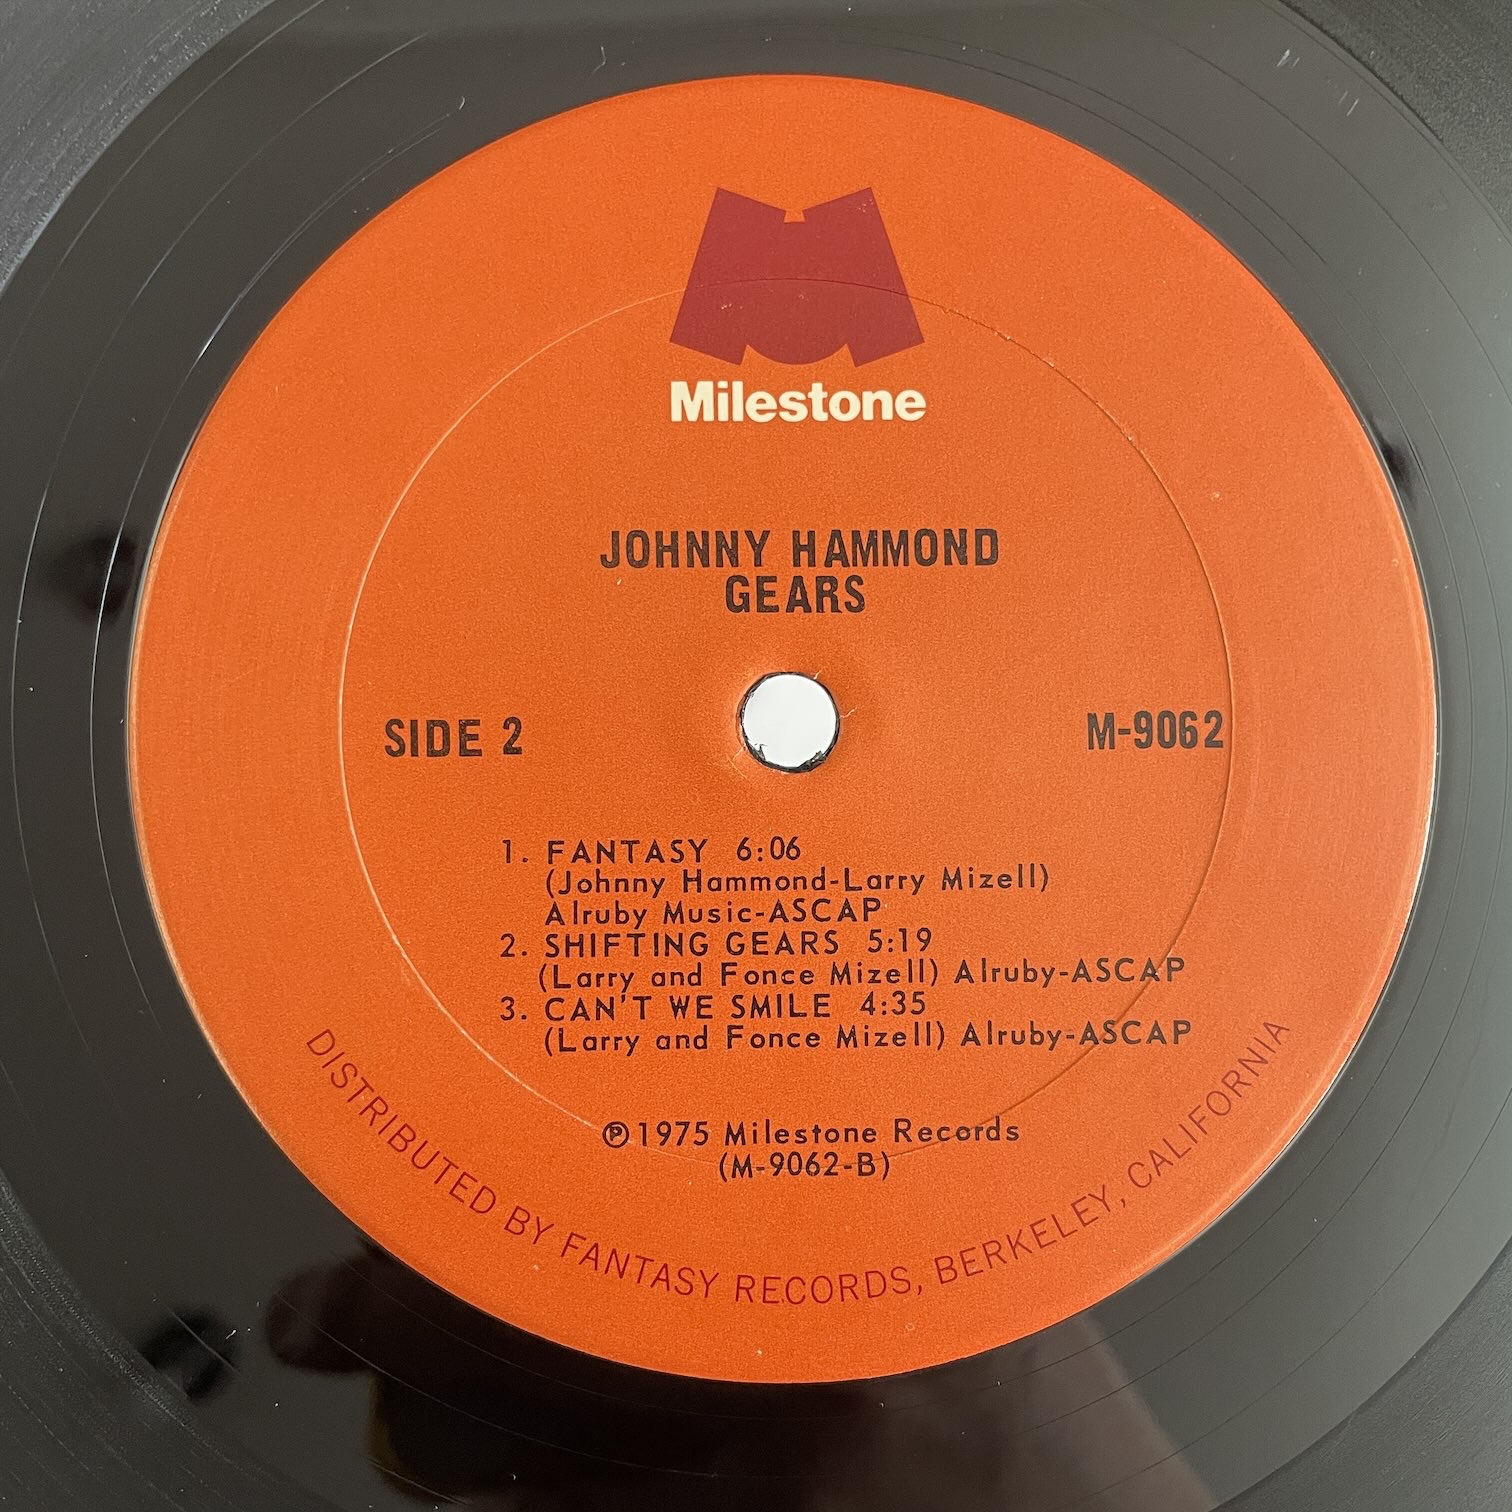 Milestone
JOHNNY HAMMOND
GEARS
SIDE 2
M-9062
1. FANTASY 6:06
(Johnny Hammond-Larry Mizell)
Alruby Music-ASCAP
2. SHIFTING GEARS 5:19
(Larry and Fonce Mizell) Alruby-ASCAP
3. CAN'T WE SMILE 4:35
(Larry and Fonce Mizell) Alruby-ASCAP
℗1975 Milestone Records
(M-9062-B)
DISTRIBUTED BY FANTASY RECORDS, BERKELEY, CALIFORNIA